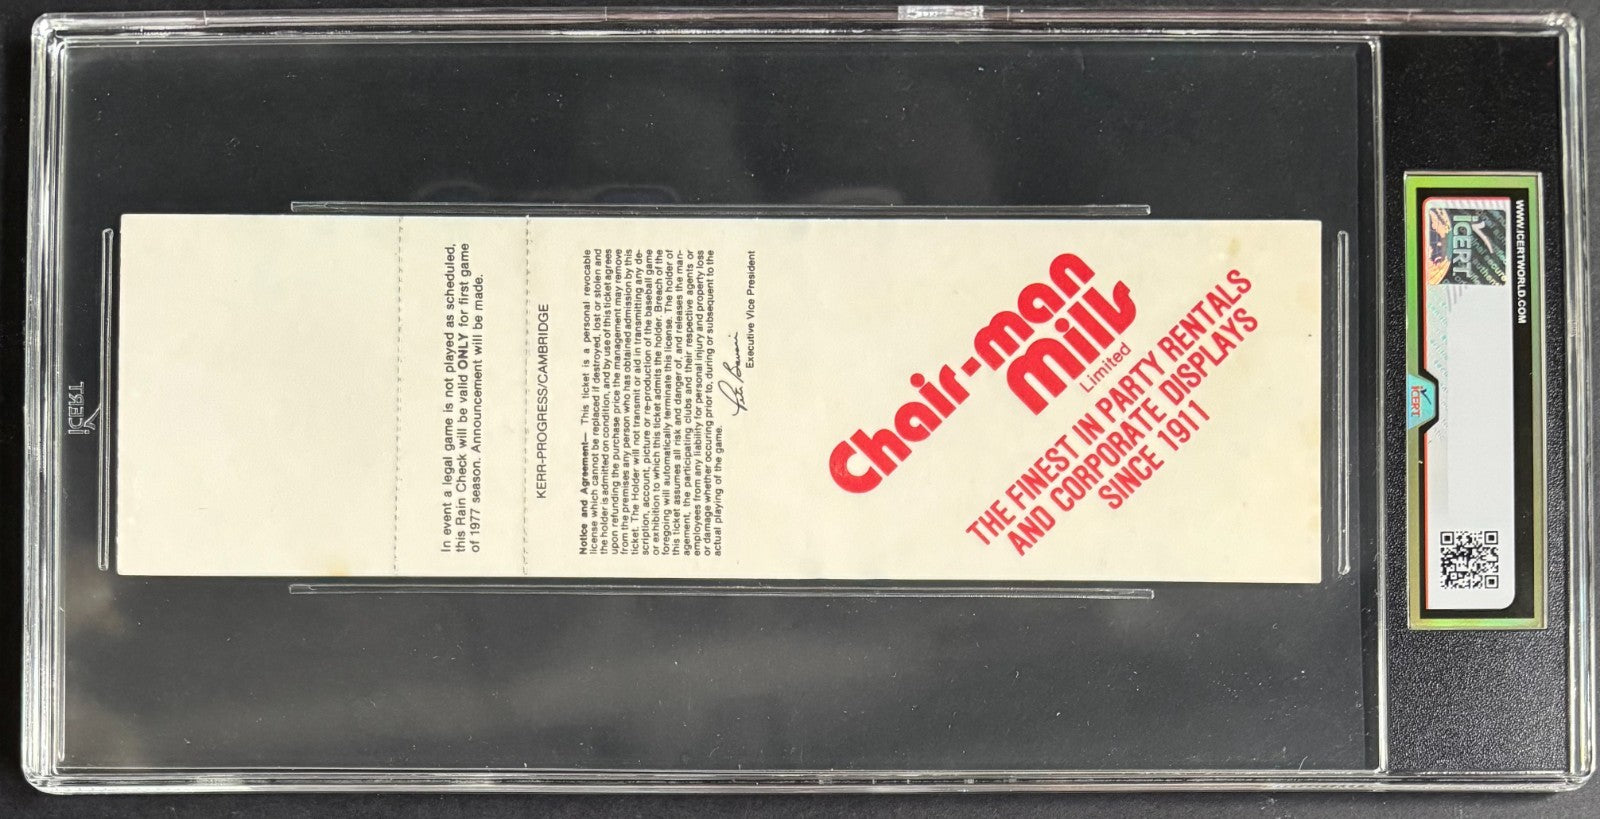 In event a legal game is not played as scheduled,
this Rain Check will be valid ONLY for first game
of 1977 season. Announcement will be made.
KERR-PROGRESS/CAMBRIDGE
Notice and Agreement— This ticket is a personal revocable
license which cannot be replaced if destroyed, lost or stolen and
the holder is admitted on condition, and by use of this ticket agrees
upon refunding the purchase price the management may remove
from the premises any person who has obtained admission by this
ticket. The Holder will not transmit or aid in transmitting any de-
scription, account, picture or re-production of the baseball game
or exhibition to which this ticket admits the holder. Breach of the
foregoing will automatically terminate this license. The holder of
this ticket assumes all risk and danger of, and releases the man-
agement, the participating clubs and their respective agents or
employees from any liability for personal injury and property loss
or damage whether occuring prior to, during or subsequent to the
actual playing of the game.
Executive Vice President
Chair-man
Mills
Limited
THE FINEST IN PARTY RENTALS
AND CORPORATE DISPLAYS
SINCE 1911
WWW.ICERTWORLD.COM
iCERT
iCERT
iCERT